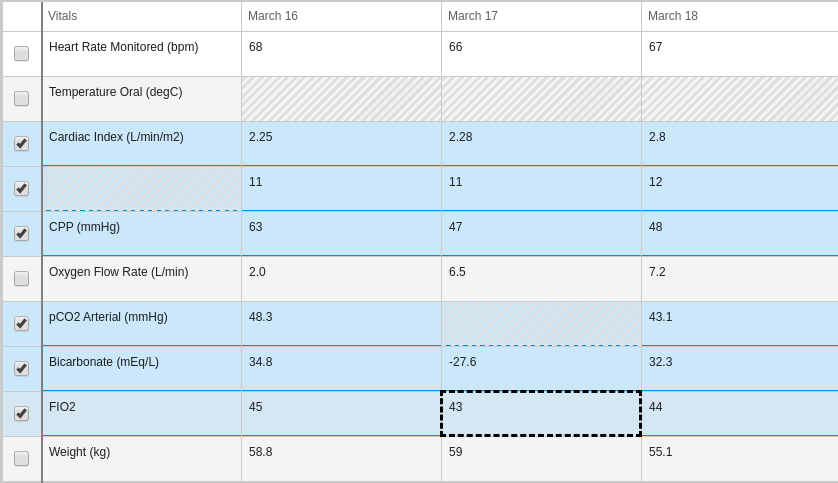 Vitals March 16 March 17 March 18
Heart Rate Monitored (bpm) 68 66 67
Temperature Oral (degC)
Cardiac Index (L/min/m2) 2.25 2.28 2.8
11 11 12
CPP (mmHg) 63 47 48
Oxygen Flow Rate (L/min) 2.0 6.5 7.2
pCO2 Arterial (mmHg) 48.3 43.1
Bicarbonate (mEq/L) 34.8 -27.6 32.3
FIO2 45 43 44
Weight (kg) 58.8 59 55.1